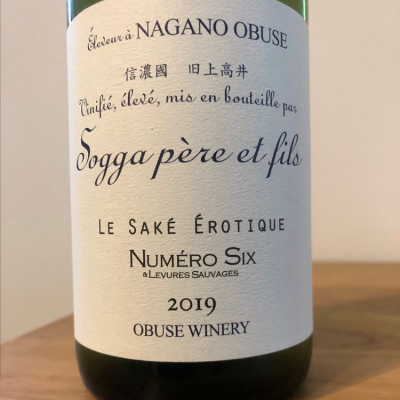 Éleveur à NAGANO OBUSE
信濃國 旧上高井
Vinifié, élevé, mis en bouteille par
Sogga père et fils
LE SAKÉ ÉROTIQUE
NUMÉRO SIX
& LEVURES SAUVAGES
2019
OBUSE WINERY